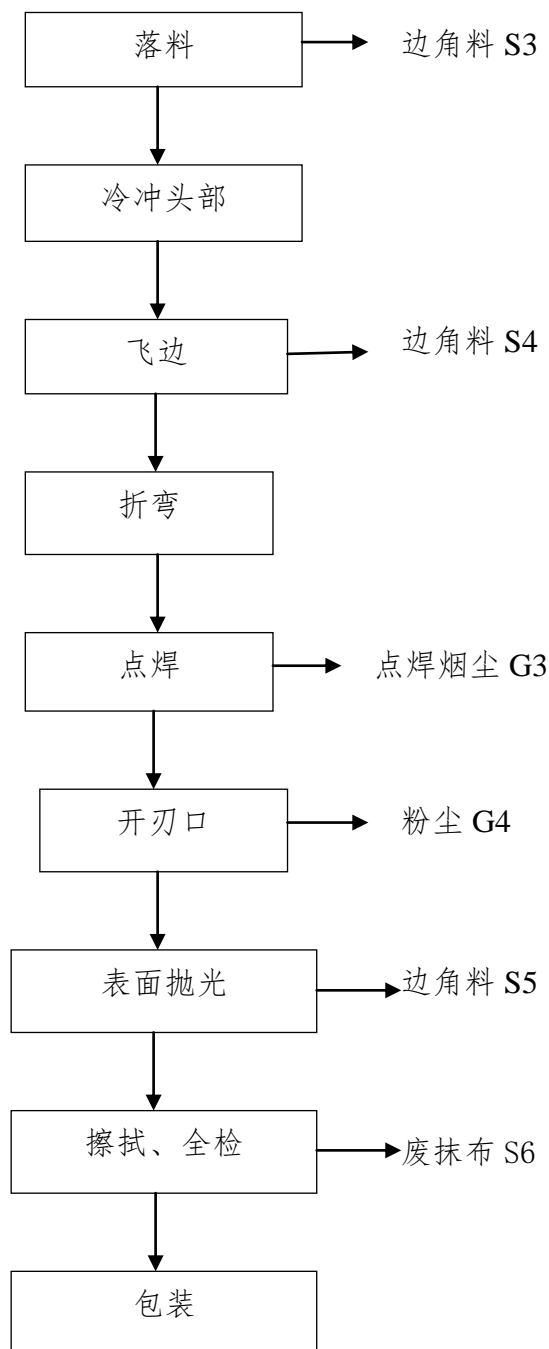 落料
边角料 S3
冷冲头部
飞边
边角料 S4
折弯
点焊
点焊烟尘 G3
开刃口
粉尘 G4
表面抛光
边角料 S5
擦拭、全检
废抹布 S6
包装